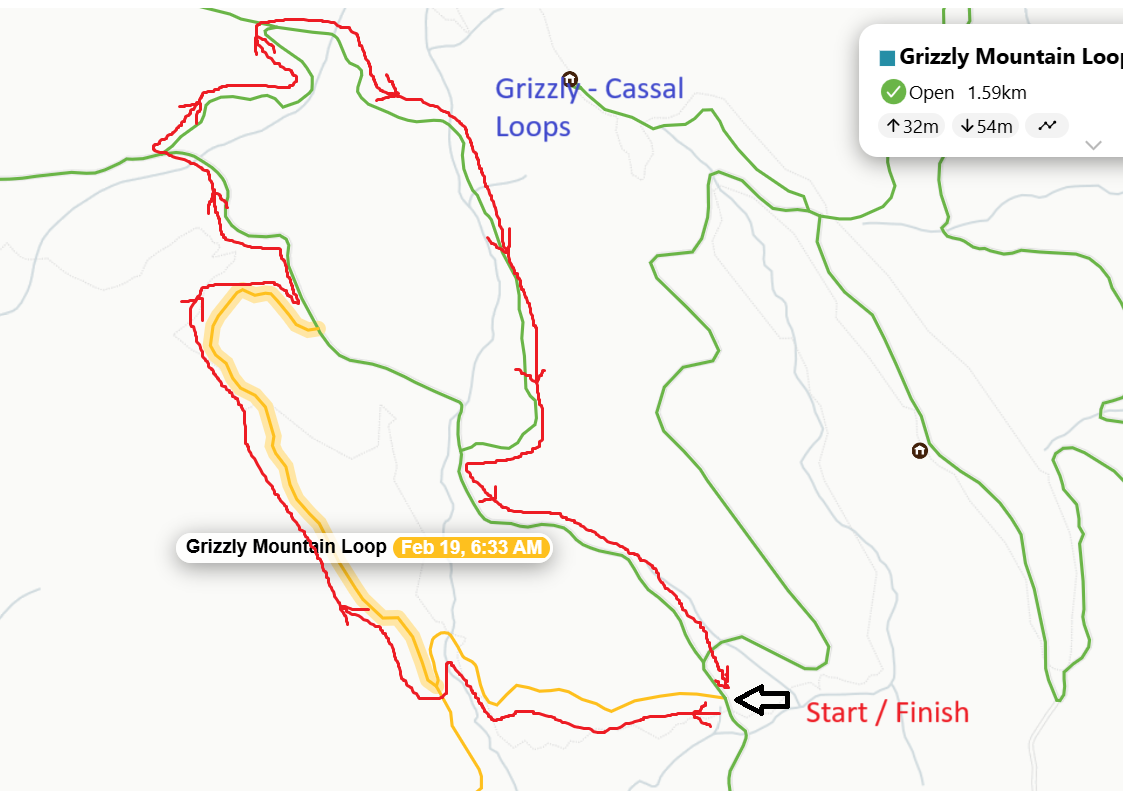 Grizzly Mountain Loop
Open 1.59km
32m 54m
Grizzly - Cassal
Loops
Grizzly Mountain Loop Feb 19, 6:33 AM
Start / Finish